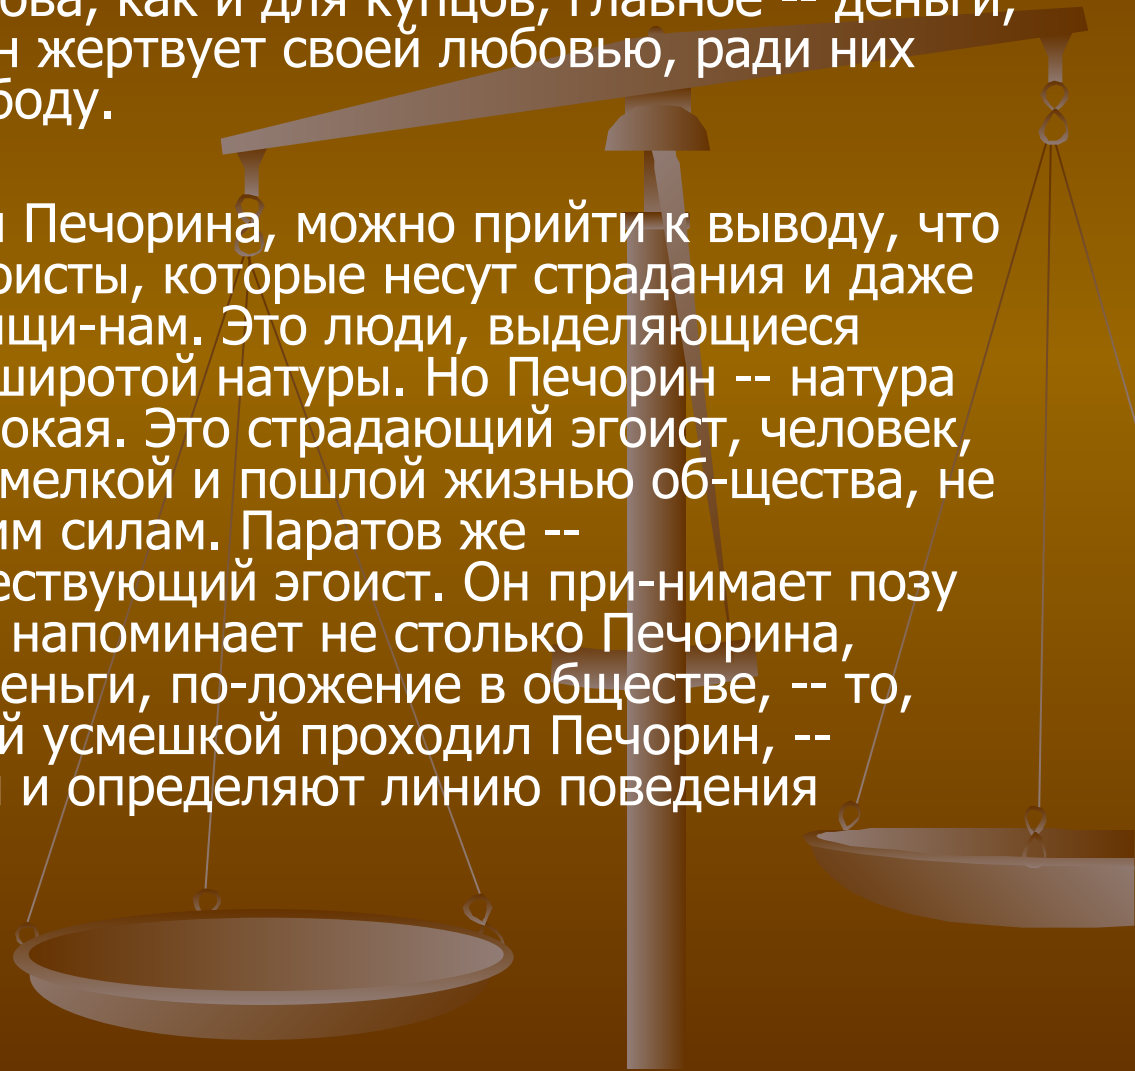 ова, как и для купцов, главное -- деньги,
н жертвует своей любовью, ради них
боду.
и Печорина, можно прийти к выводу, что
оисты, которые несут страдания и даже
щи-нам. Это люди, выделяющиеся
широтой натуры. Но Печорин -- натура
окая. Это страдающий эгоист, человек,
мелкой и пошлой жизнью об-щества, не
им силам. Паратов же --
ествующий эгоист. Он при-нимает позу
напоминает не столько Печорина,
еньги, по-ложение в обществе, -- то,
й усмешкой проходил Печорин, --
и определяют линию поведения